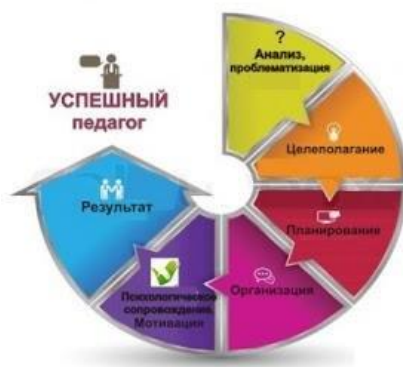 УСПЕШНЫЙ
педагог
?
Анализ,
проблематизация
Целеполагание
Планирование
Организация
Психологическое
сопровождение,
Мотивация
Результат